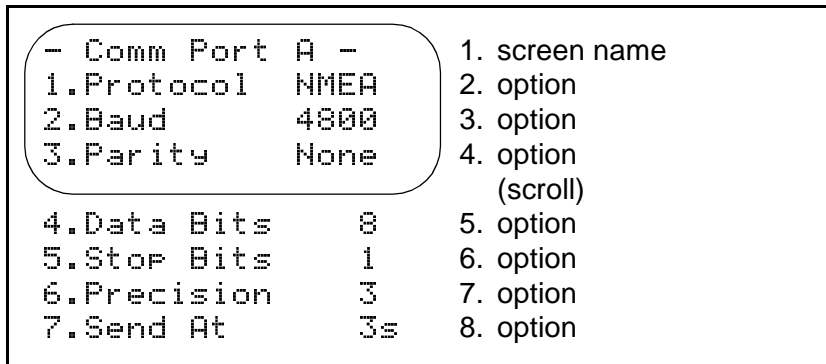 - Comm Port A - 1. screen name
1.Protocol NMEA 2. option
2.Baud 4800 3. option
3.Parity None 4. option
(scroll)
4.Data Bits 8 5. option
5.Stop Bits 1 6. option
6.Precision 3 7. option
7.Send At 3s 8. option